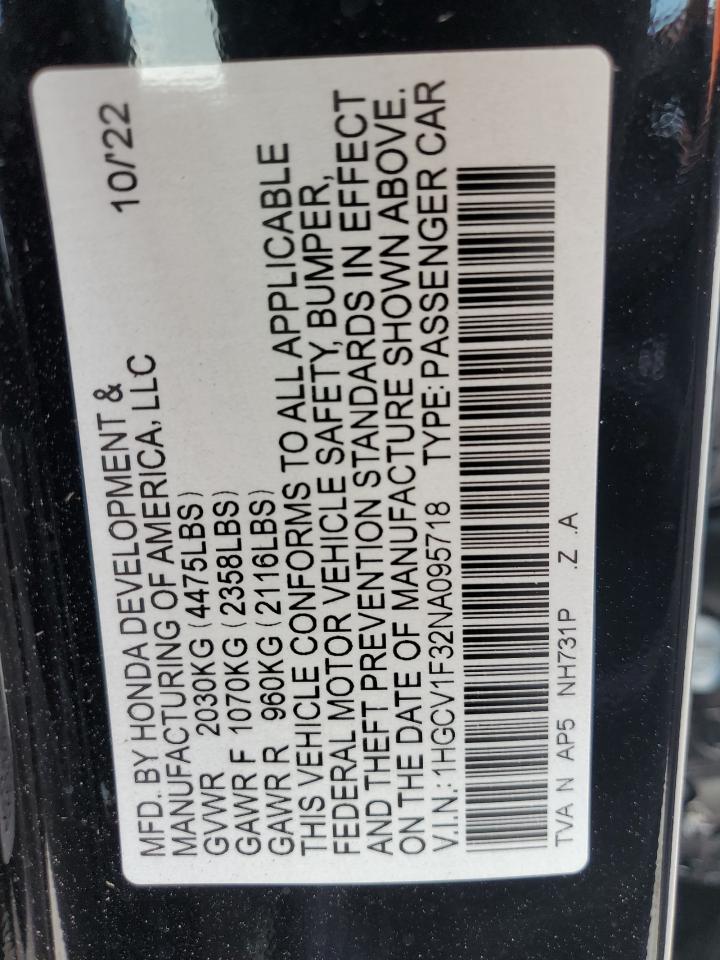 MFD. BY HONDA DEVELOPMENT &
MANUFACTURING OF AMERICA, LLC 10/'22
GVWR 2030KG (4475LBS)
GAWR F 1070KG (2358LBS)
GAWR R 960KG (2116LBS)
THIS VEHICLE CONFORMS TO ALL APPLICABLE
FEDERAL MOTOR VEHICLE SAFETY, BUMPER,
AND THEFT PREVENTION STANDARDS IN EFFECT
ON THE DATE OF MANUFACTURE SHOWN ABOVE.
V.I.N.: 1HGCV1F32NA095718 TYPE: PASSENGER CAR
TVA N AP5 NH731P .Z .A